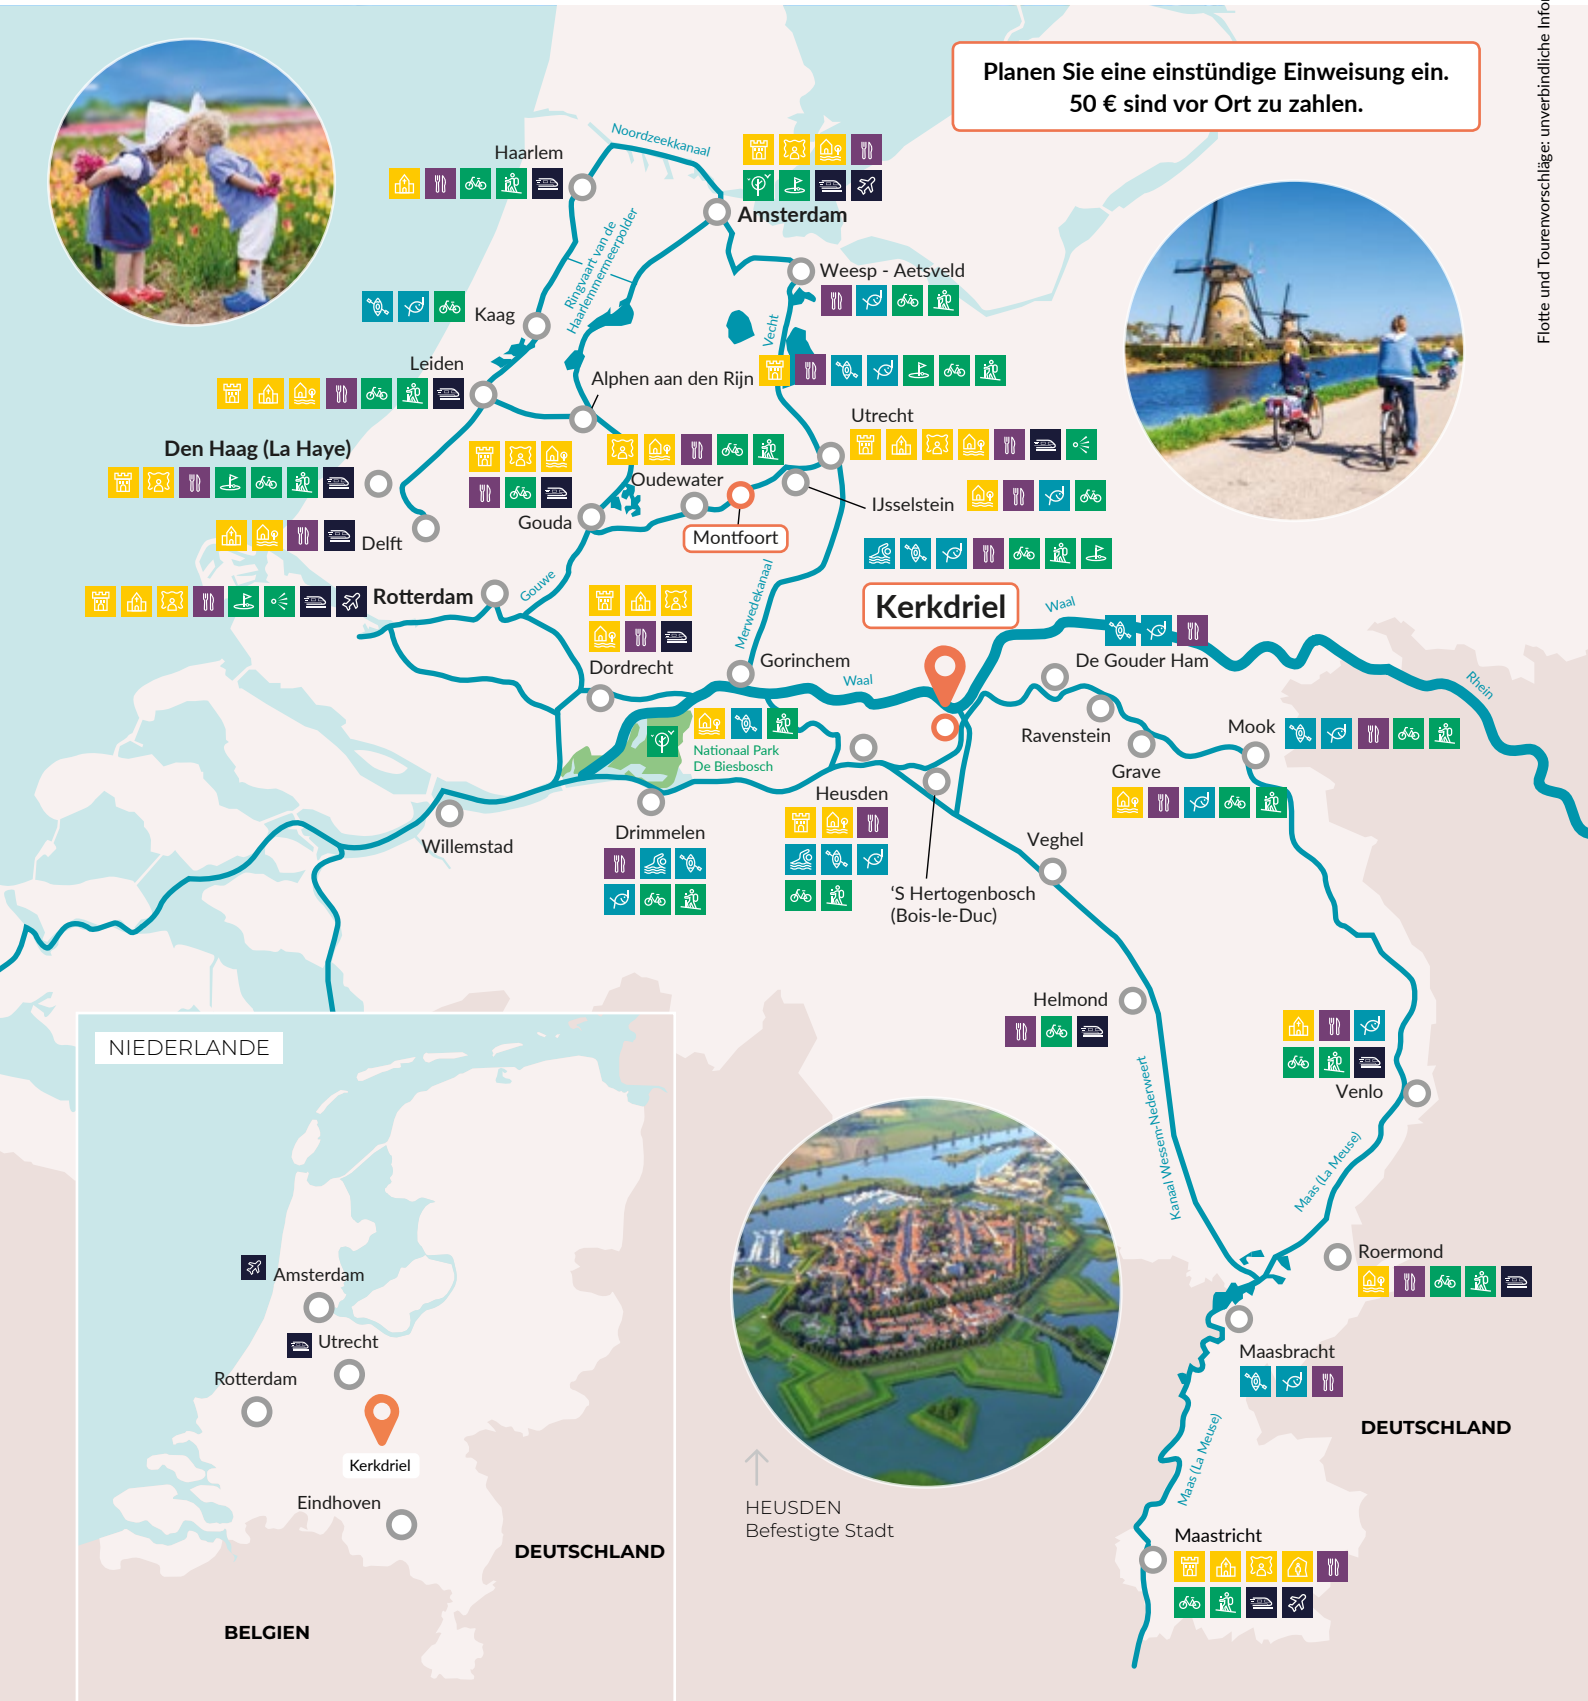 Planen Sie eine einstündige Einweisung ein.
50 € sind vor Ort zu zahlen.
Flotte und Tourenvorschläge: unverbindliche
Noordzeekkanaal
Haarlem
Amsterdam
Ringvaart van de
Haarlemmermeerpolder
Weesp - Aetsveld
Kaag
Vecht
Leiden
Alphen aan den Rijn
Utrecht
Den Haag (La Haye)
Oudewater
IJsselstein
Gouda
Montfoort
Delft
Gouwe
Merwedekanaal
Rotterdam
Kerkdriel
Waal
De Gouder Ham
Dordrecht
Gorinchem
Waal
Rhein
Ravenstein
Mook
Nationaal Park
De Biesbosch
Grave
Heusden
Drimmelen
Willemstad
Veghel
‘S Hertogenbosch
(Bois-le-Duc)
Helmond
Kanaal Wessem-Nederweert
Venlo
Maas (La Meuse)
Roermond
Maasbracht
DEUTSCHLAND
Maas (La Meuse)
Maastricht
HEUSDEN
Befestigte Stadt
NIEDERLANDE
Amsterdam
Utrecht
Rotterdam
Kerkdriel
Eindhoven
DEUTSCHLAND
BELGIEN